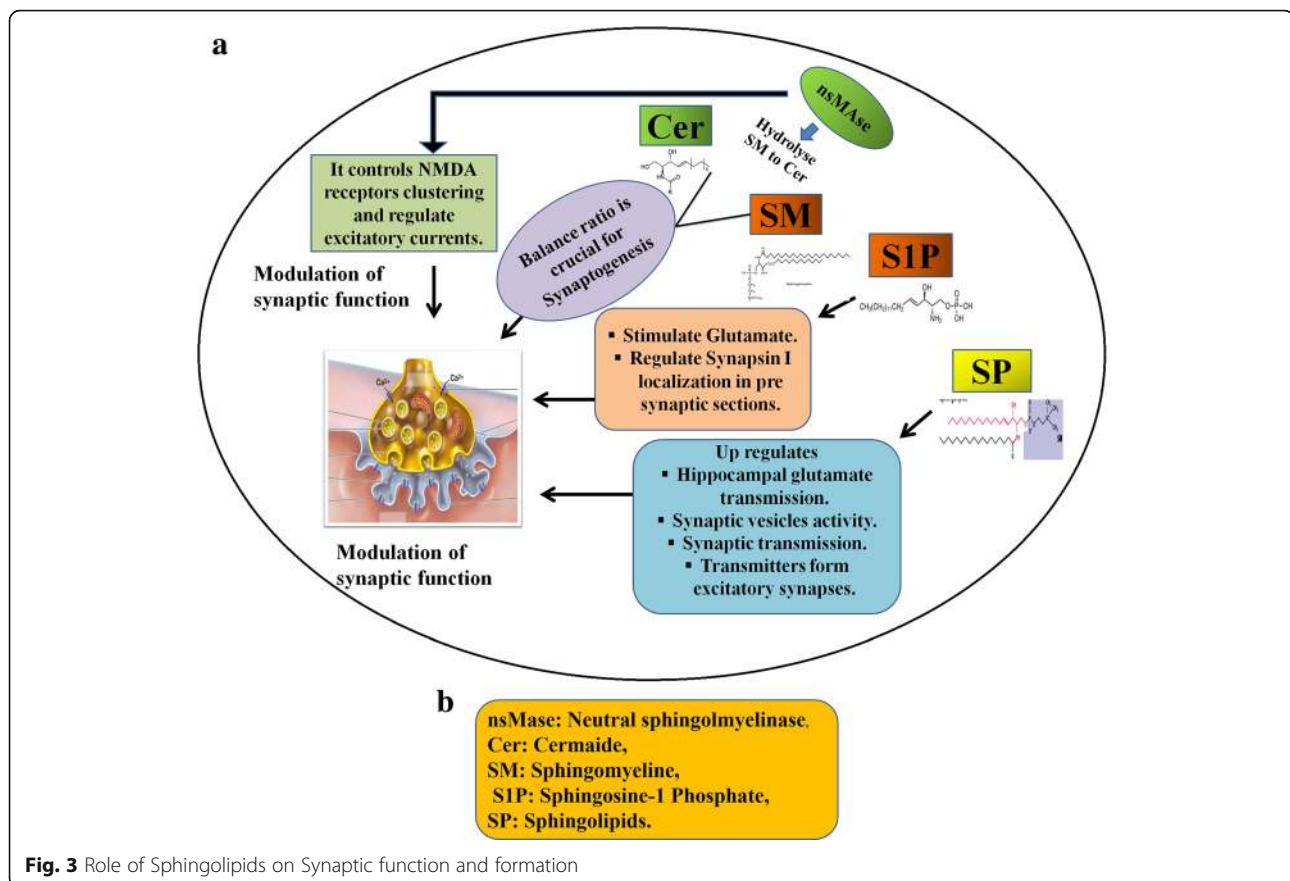 a
nsMAse
Hydrolyse
SM to Cer
Cer
OH
HO
It controls NMDA
receptors clustering
and regulate
excitatory currents.
Balance ratio is
crucial for
Synaptogenesis
SM
S1P
Modulation of
synaptic function
▪ Stimulate Glutamate.
▪ Regulate Synapsin I
localization in pre
synaptic sections.
SP
Ca²⁺
Ca²⁺
Up regulates
▪ Hippocampal glutamate
transmission.
▪ Synaptic vesicles activity.
▪ Synaptic transmission.
▪ Transmitters form
excitatory synapses.
Modulation of
synaptic function
b
nsMase: Neutral sphingolmyelinase,
Cer: Cermaide,
SM: Sphingomyeline,
S1P: Sphingosine-1 Phosphate,
SP: Sphingolipids.
Fig. 3 Role of Sphingolipids on Synaptic function and formation